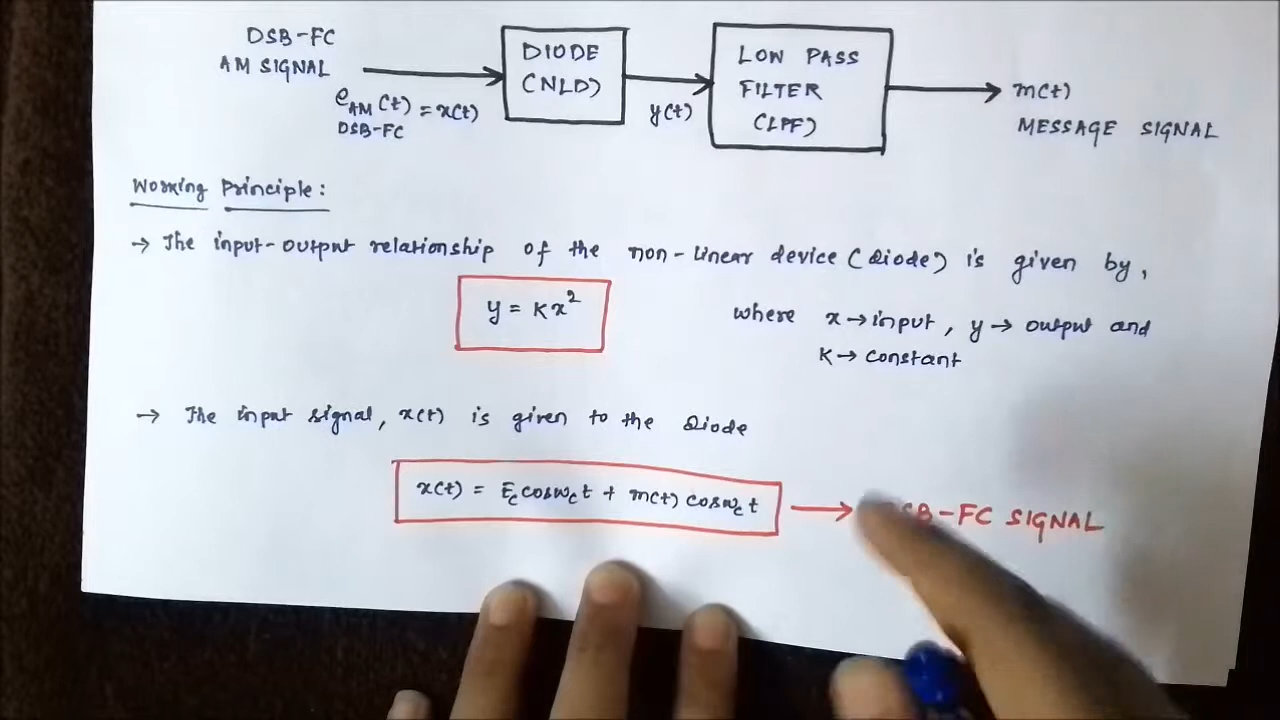 DSB-FC
AM SIGNAL
e_AM(t) = x(t)
DSB-FC
DIODE
(NLD)
y(t)
LOW PASS
FILTER
(LPF)
m(t)
MESSAGE SIGNAL
Working Principle:
→ The input-output relationship of the non-linear device (Diode) is given by,
y = Kx²
where x→input, y→ output and
K→ constant
→ The input signal, x(t) is given to the Diode
x(t) = E_c cosω_c t + m(t) cosω_c t
→ DSB-FC SIGNAL